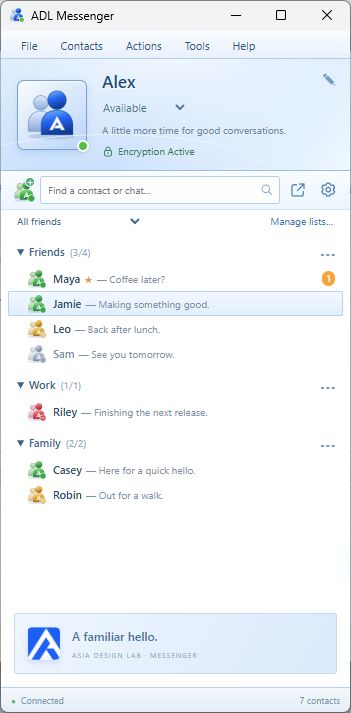 ADL Messenger
File Contacts Actions Tools Help
Alex
Available
A little more time for good conversations.
Encryption Active
Find a contact or chat...
All friends Manage lists...
Friends (3/4)
Maya ★ — Coffee later? 1
Jamie — Making something good.
Leo — Back after lunch.
Sam — See you tomorrow.
Work (1/1)
Riley — Finishing the next release.
Family (2/2)
Casey — Here for a quick hello.
Robin — Out for a walk.
A familiar hello.
ASIA DESIGN LAB · MESSENGER
Connected 7 contacts